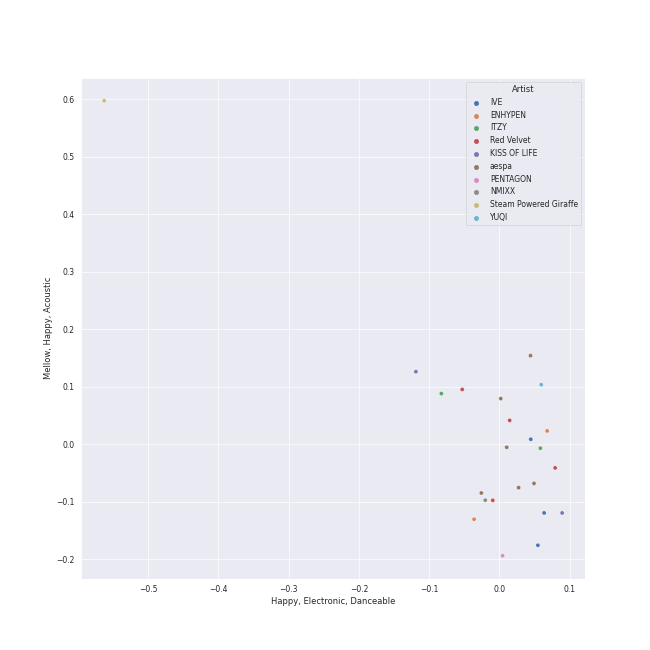 Artist
IVE
ENHYPEN
ITZY
Red Velvet
KISS OF LIFE
aespa
PENTAGON
NMIXX
Steam Powered Giraffe
YUQI
0.6
0.5
0.4
0.3
0.2
0.1
0.0
−0.1
−0.2
Mellow, Happy, Acoustic
−0.5 −0.4 −0.3 −0.2 −0.1 0.0 0.1
Happy, Electronic, Danceable